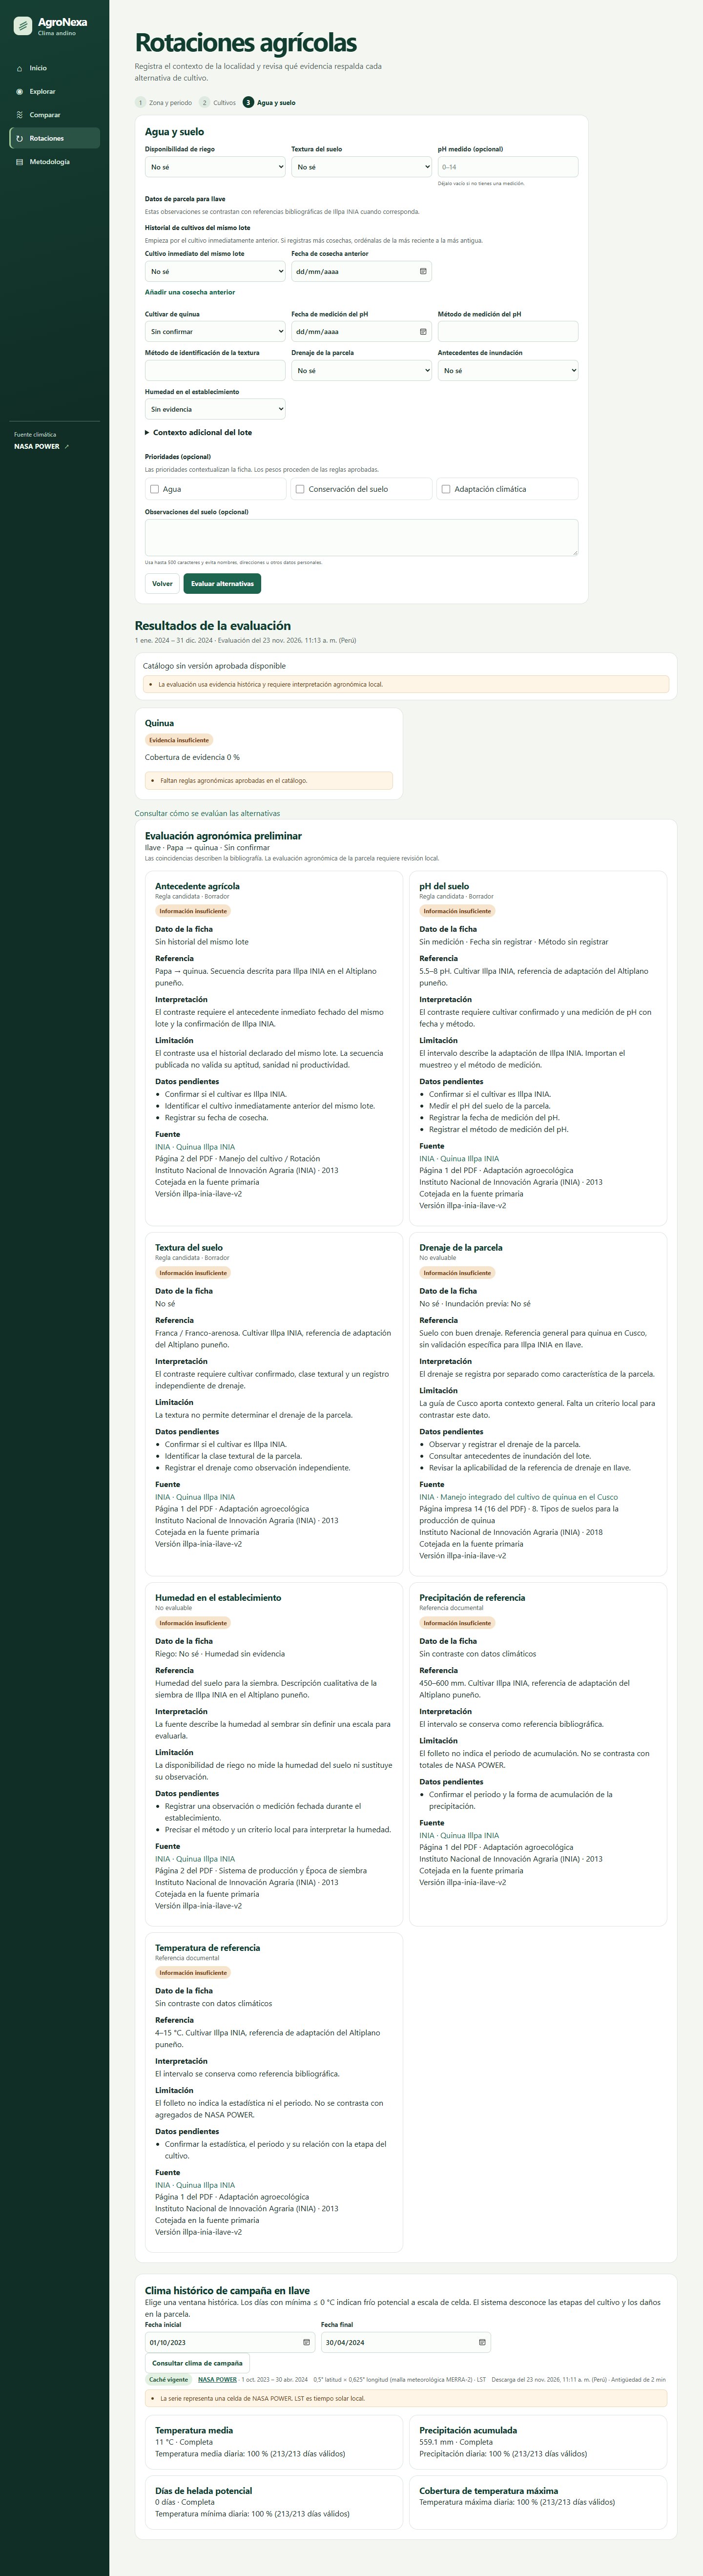 AgroNexa
Clima andino
Inicio
Explorar
Comparar
Rotaciones
Metodología
Fuente climática
NASA POWER ↗
Rotaciones agrícolas
Registra el contexto de la localidad y revisa qué evidencia respalda cada
alternativa de cultivo.
1 Zona y periodo 2 Cultivos 3 Agua y suelo
Agua y suelo
Disponibilidad de riego
No sé
Textura del suelo
No sé
pH medido (opcional)
0–14
Déjalo vacío si no tienes una medición.
Datos de parcela para Ilave
Estas observaciones se contrastan con referencias bibliográficas de Illpa INIA cuando corresponda.
Historial de cultivos del mismo lote
Empieza por el cultivo inmediatamente anterior. Si registras más cosechas, ordénalas de la más reciente a la más antigua.
Cultivo inmediato del mismo lote
No sé
Fecha de cosecha anterior
dd/mm/aaaa
Añadir una cosecha anterior
Cultivar de quinua
Sin confirmar
Fecha de medición del pH
dd/mm/aaaa
Método de medición del pH
Método de identificación de la textura
Drenaje de la parcela
No sé
Antecedentes de inundación
No sé
Humedad en el establecimiento
Sin evidencia
Contexto adicional del lote
Prioridades (opcional)
Las prioridades contextualizan la ficha. Los pesos proceden de las reglas aprobadas.
Agua
Conservación del suelo
Adaptación climática
Observaciones del suelo (opcional)
Usa hasta 500 caracteres y evita nombres, direcciones u otros datos personales.
Volver
Evaluar alternativas
Resultados de la evaluación
1 ene. 2024 – 31 dic. 2024 · Evaluación del 23 nov. 2026, 11:13 a. m. (Perú)
Catálogo sin versión aprobada disponible
• La evaluación usa evidencia histórica y requiere interpretación agronómica local.
Quinua
Evidencia insuficiente
Cobertura de evidencia 0 %
• Faltan reglas agronómicas aprobadas en el catálogo.
Consultar cómo se evalúan las alternativas
Evaluación agronómica preliminar
Ilave · Papa → quinua · Sin confirmar
Las coincidencias describen la bibliografía. La evaluación agronómica de la parcela requiere revisión local.
Antecedente agrícola
Regla candidata · Borrador
Información insuficiente
Dato de la ficha
Sin historial del mismo lote
Referencia
Papa → quinua. Secuencia descrita para Illpa INIA en el Altiplano
puneño.
Interpretación
El contraste requiere el antecedente inmediato fechado del mismo
lote y la confirmación de Illpa INIA.
Limitación
El contraste usa el historial declarado del mismo lote. La secuencia
publicada no valida su aptitud, sanidad ni productividad.
Datos pendientes
• Confirmar si el cultivar es Illpa INIA.
• Identificar el cultivo inmediatamente anterior del mismo lote.
• Registrar su fecha de cosecha.
Fuente
INIA · Quinua Illpa INIA
Página 2 del PDF · Manejo del cultivo / Rotación
Instituto Nacional de Innovación Agraria (INIA) · 2013
Cotejada en la fuente primaria
Versión illpa-inia-ilave-v2
pH del suelo
Regla candidata · Borrador
Información insuficiente
Dato de la ficha
Sin medición · Fecha sin registrar · Método sin registrar
Referencia
5.5–8 pH. Cultivar Illpa INIA, referencia de adaptación del Altiplano
puneño.
Interpretación
El contraste requiere cultivar confirmado y una medición de pH con
fecha y método.
Limitación
El intervalo describe la adaptación de Illpa INIA. Importan el
muestreo y el método de medición.
Datos pendientes
• Confirmar si el cultivar es Illpa INIA.
• Medir el pH del suelo de la parcela.
• Registrar la fecha de medición del pH.
• Registrar el método de medición del pH.
Fuente
INIA · Quinua Illpa INIA
Página 1 del PDF · Adaptación agroecológica
Instituto Nacional de Innovación Agraria (INIA) · 2013
Cotejada en la fuente primaria
Versión illpa-inia-ilave-v2
Textura del suelo
Regla candidata · Borrador
Información insuficiente
Dato de la ficha
No sé
Referencia
Franca / Franco-arenosa. Cultivar Illpa INIA, referencia de adaptación
del Altiplano puneño.
Interpretación
El contraste requiere cultivar confirmado, clase textural y un registro
independiente de drenaje.
Limitación
La textura no permite determinar el drenaje de la parcela.
Datos pendientes
• Confirmar si el cultivar es Illpa INIA.
• Identificar la clase textural de la parcela.
• Registrar el drenaje como observación independiente.
Fuente
INIA · Quinua Illpa INIA
Página 1 del PDF · Adaptación agroecológica
Instituto Nacional de Innovación Agraria (INIA) · 2013
Cotejada en la fuente primaria
Versión illpa-inia-ilave-v2
Drenaje de la parcela
No evaluable
Información insuficiente
Dato de la ficha
No sé · Inundación previa: No sé
Referencia
Suelo con buen drenaje. Referencia general para quinua en Cusco,
sin validación específica para Illpa INIA en Ilave.
Interpretación
El drenaje se registra por separado como característica de la parcela.
Limitación
La guía de Cusco aporta contexto general. Falta un criterio local para
contrastar este dato.
Datos pendientes
• Observar y registrar el drenaje de la parcela.
• Consultar antecedentes de inundación del lote.
• Revisar la aplicabilidad de la referencia de drenaje en Ilave.
Fuente
INIA · Manejo integrado del cultivo de quinua en el Cusco
Página impresa 14 (16 del PDF) · 8. Tipos de suelos para la
producción de quinua
Instituto Nacional de Innovación Agraria (INIA) · 2018
Cotejada en la fuente primaria
Versión illpa-inia-ilave-v2
Humedad en el establecimiento
No evaluable
Información insuficiente
Dato de la ficha
Riego: No sé · Humedad sin evidencia
Referencia
Humedad del suelo para la siembra. Descripción cualitativa de la
siembra de Illpa INIA en el Altiplano puneño.
Interpretación
La fuente describe la humedad al sembrar sin definir una escala para
evaluarla.
Limitación
La disponibilidad de riego no mide la humedad del suelo ni sustituye
su observación.
Datos pendientes
• Registrar una observación o medición fechada durante el
establecimiento.
• Precisar el método y un criterio local para interpretar la humedad.
Fuente
INIA · Quinua Illpa INIA
Página 2 del PDF · Sistema de producción y Época de siembra
Instituto Nacional de Innovación Agraria (INIA) · 2013
Cotejada en la fuente primaria
Versión illpa-inia-ilave-v2
Precipitación de referencia
Referencia documental
Información insuficiente
Dato de la ficha
Sin contraste con datos climáticos
Referencia
450–600 mm. Cultivar Illpa INIA, referencia de adaptación del
Altiplano puneño.
Interpretación
El intervalo se conserva como referencia bibliográfica.
Limitación
El folleto no indica el periodo de acumulación. No se contrasta con
totales de NASA POWER.
Datos pendientes
• Confirmar el periodo y la forma de acumulación de la
precipitación.
Fuente
INIA · Quinua Illpa INIA
Página 1 del PDF · Adaptación agroecológica
Instituto Nacional de Innovación Agraria (INIA) · 2013
Cotejada en la fuente primaria
Versión illpa-inia-ilave-v2
Temperatura de referencia
Referencia documental
Información insuficiente
Dato de la ficha
Sin contraste con datos climáticos
Referencia
4–15 °C. Cultivar Illpa INIA, referencia de adaptación del Altiplano
puneño.
Interpretación
El intervalo se conserva como referencia bibliográfica.
Limitación
El folleto no indica la estadística ni el periodo. No se contrasta con
agregados de NASA POWER.
Datos pendientes
• Confirmar la estadística, el periodo y su relación con la etapa del
cultivo.
Fuente
INIA · Quinua Illpa INIA
Página 1 del PDF · Adaptación agroecológica
Instituto Nacional de Innovación Agraria (INIA) · 2013
Cotejada en la fuente primaria
Versión illpa-inia-ilave-v2
Clima histórico de campaña en Ilave
Elige una ventana histórica. Los días con mínima ≤ 0 °C indican frío potencial a escala de celda. El sistema desconoce las etapas del cultivo y los daños
en la parcela.
Fecha inicial
01/10/2023
Fecha final
30/04/2024
Consultar clima de campaña
Caché vigente NASA POWER · 1 oct. 2023 – 30 abr. 2024 0,5° latitud × 0,625° longitud (malla meteorológica MERRA-2) · LST Descarga del 23 nov. 2026, 11:11 a. m. (Perú) · Antigüedad de 2 min
• La serie representa una celda de NASA POWER. LST es tiempo solar local.
Temperatura media
11 °C · Completa
Temperatura media diaria: 100 % (213/213 días válidos)
Precipitación acumulada
559.1 mm · Completa
Precipitación diaria: 100 % (213/213 días válidos)
Días de helada potencial
0 días · Completa
Temperatura mínima diaria: 100 % (213/213 días válidos)
Cobertura de temperatura máxima
Temperatura máxima diaria: 100 % (213/213 días válidos)